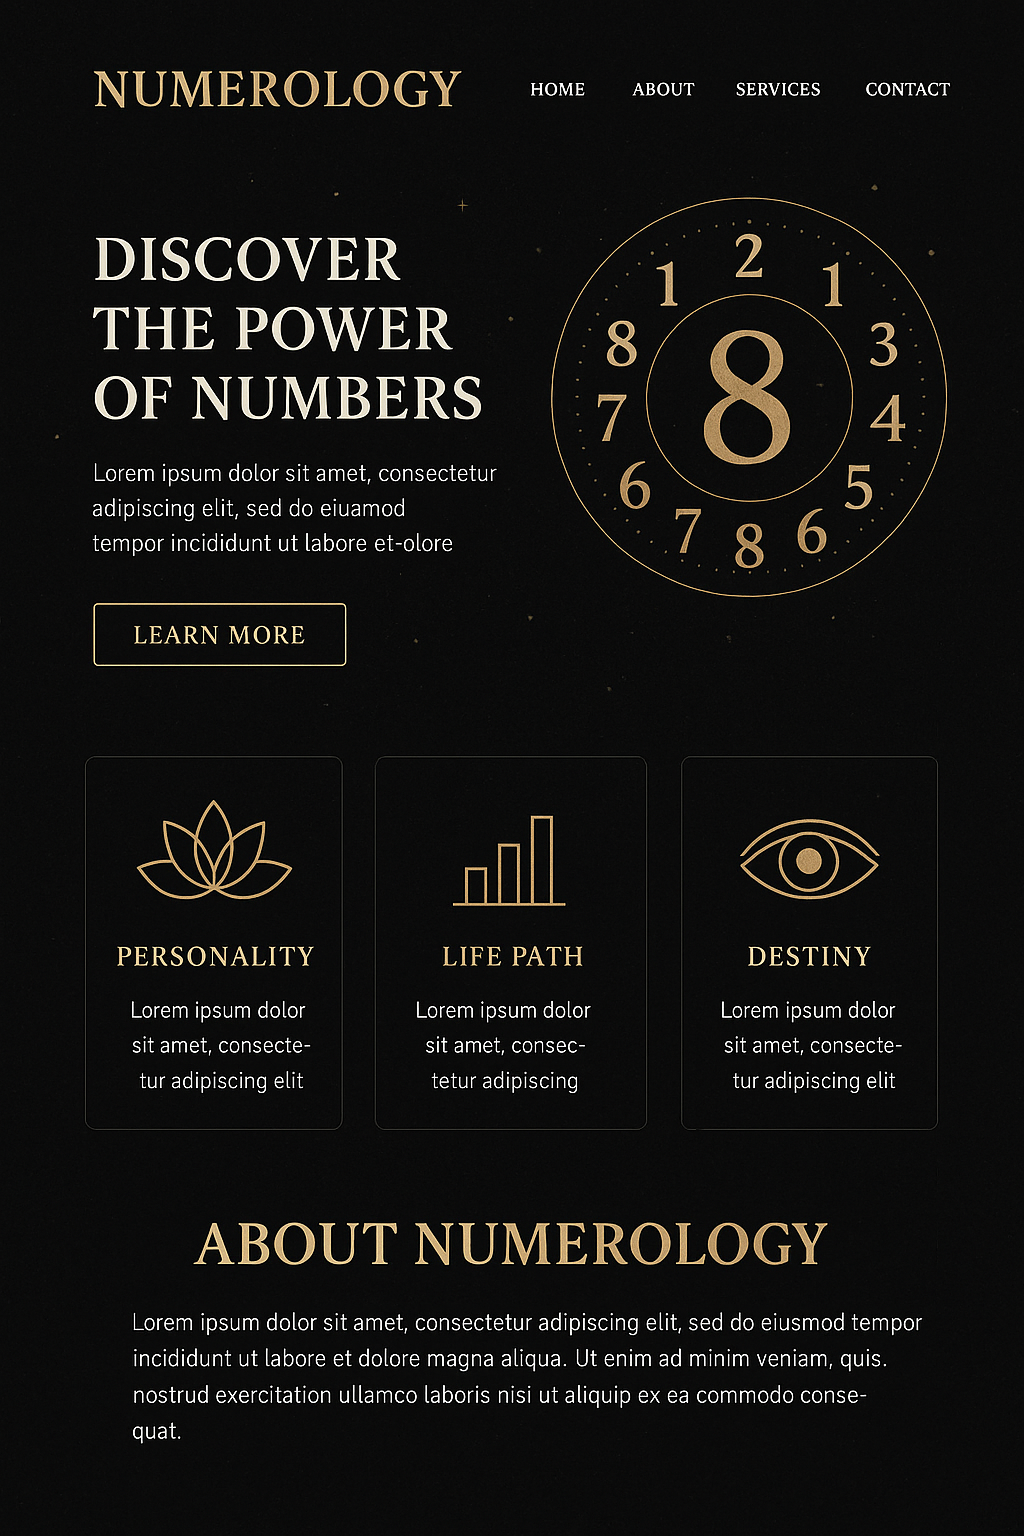 NUMEROLOGY
HOME ABOUT SERVICES CONTACT
DISCOVER
THE POWER
OF NUMBERS
Lorem ipsum dolor sit amet, consectetur
adipiscing elit, sed do eiuamod
tempor incididunt ut labore et-olore
LEARN MORE
2
1
1
8
3
7
4
6
5
7
8
6
8
PERSONALITY
Lorem ipsum dolor
sit amet, consecte-
tur adipiscing elit
LIFE PATH
Lorem ipsum dolor
sit amet, consec-
tetur adipiscing
DESTINY
Lorem ipsum dolor
sit amet, consecte-
tur adipiscing elit
ABOUT NUMEROLOGY
Lorem ipsum dolor sit amet, consectetur adipiscing elit, sed do eiusmod tempor
incididunt ut labore et dolore magna aliqua. Ut enim ad minim veniam, quis.
nostrud exercitation ullamco laboris nisi ut aliquip ex ea commodo conse-
quat.